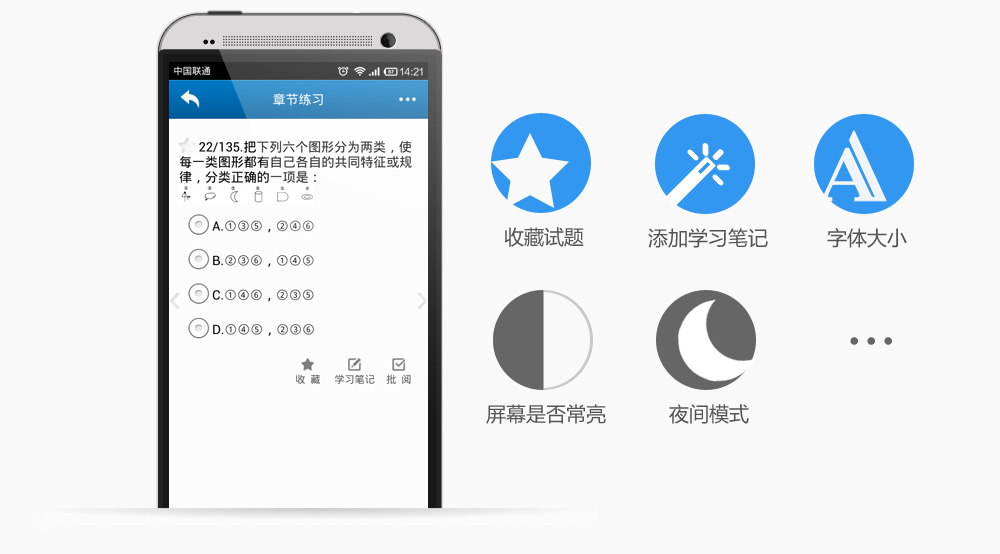 中国联通
57
14:21
章节练习
22/135.把下列六个图形分为两类，使
每一类图形都有自己各自的共同特征或规
律，分类正确的一项是：
A.①③⑤，②④⑥
B.②③⑥，①④⑤
C.①④⑥，②③⑤
D.①④⑤，②③⑥
收 藏
学习笔记
批 阅
收藏试题
添加学习笔记
字体大小
屏幕是否常亮
夜间模式